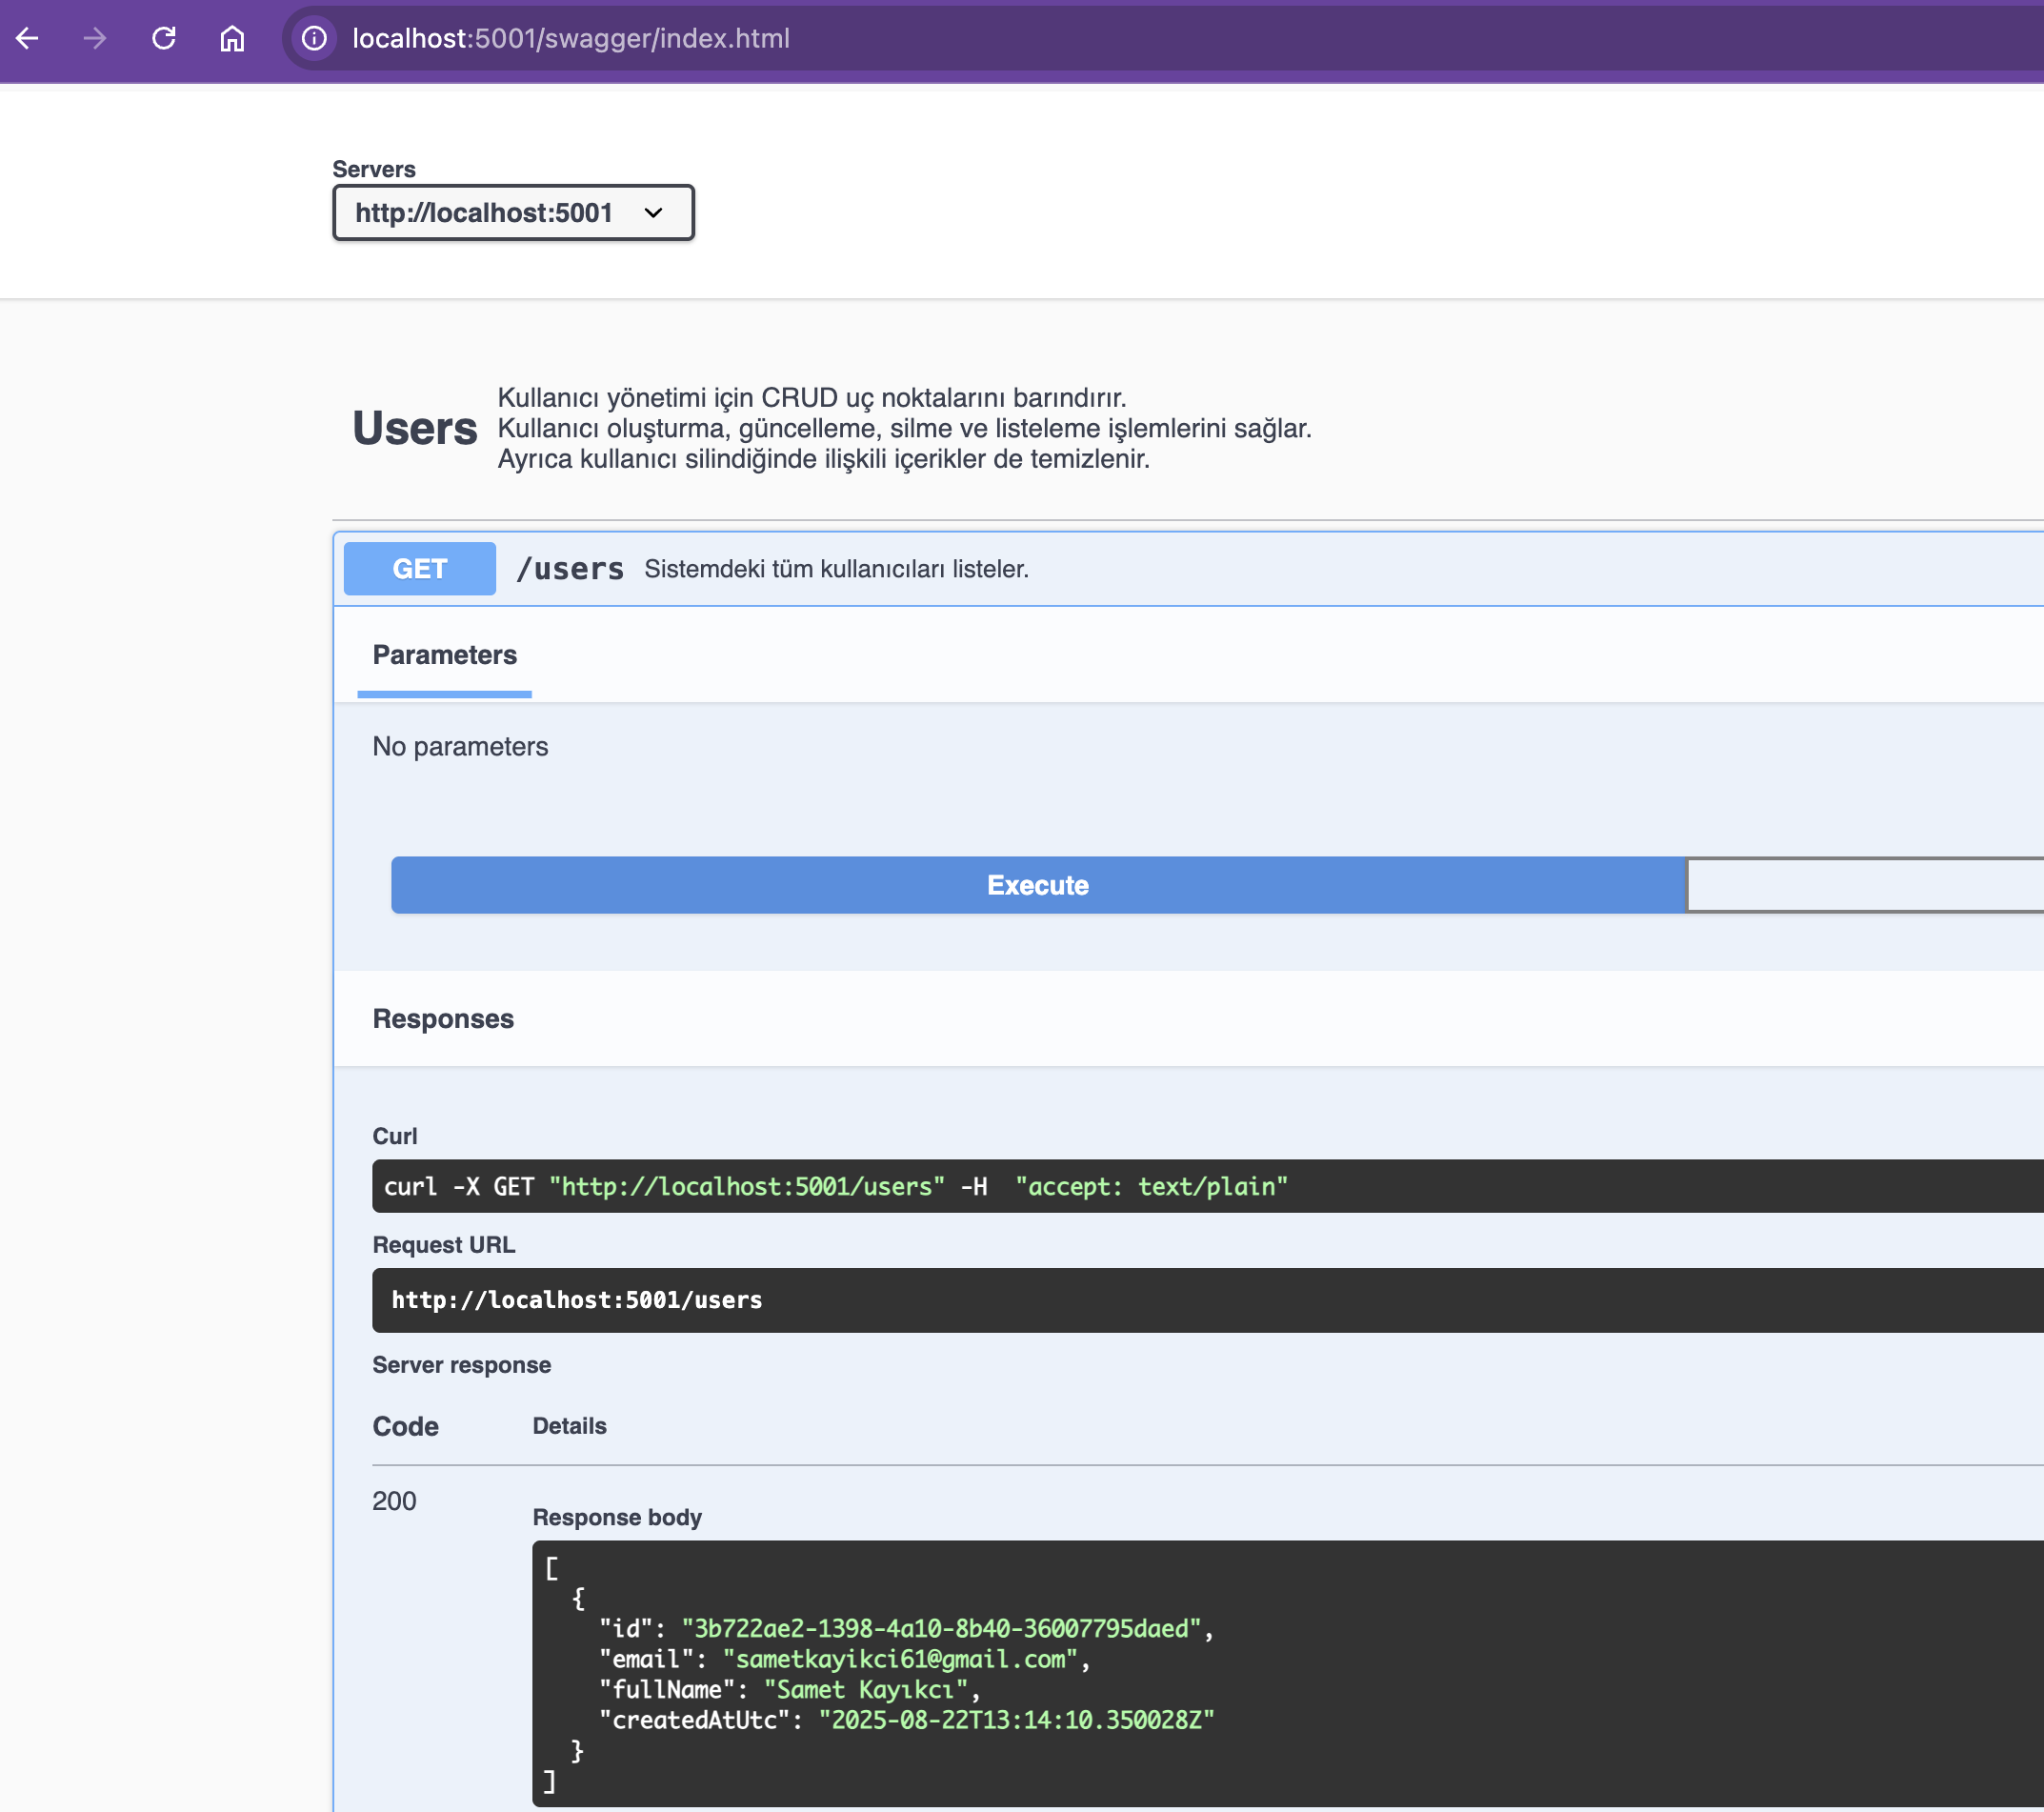 localhost:5001/swagger/index.html
Servers
http://localhost:5001
Users
Kullanıcı yönetimi için CRUD uç noktalarını barındırır.
Kullanıcı oluşturma, güncelleme, silme ve listeleme işlemlerini sağlar.
Ayrıca kullanıcı silindiğinde ilişkili içerikler de temizlenir.
GET /users Sistemdeki tüm kullanıcıları listeler.
Parameters
No parameters
Execute
Responses
Curl
curl -X GET "http://localhost:5001/users" -H  "accept: text/plain"
Request URL
http://localhost:5001/users
Server response
Code Details
200
Response body
[
  {
    "id": "3b722ae2-1398-4a10-8b40-36007795daed",
    "email": "sametkayikci61@gmail.com",
    "fullName": "Samet Kayıkcı",
    "createdAtUtc": "2025-08-22T13:14:10.350028Z"
  }
]